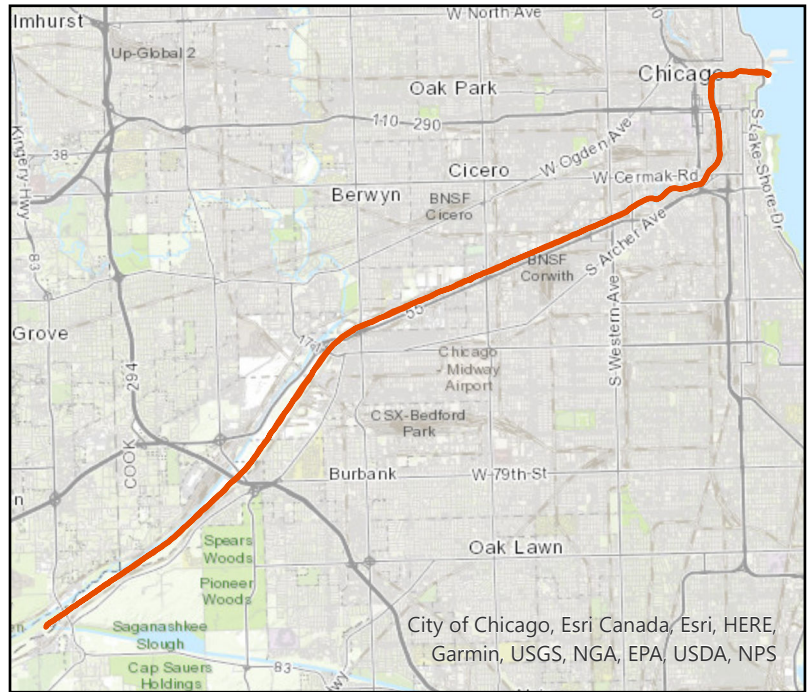 W North Ave
lmhurst
Up-Global 2
Chicago
Oak Park
110
290
W Ogden Ave
S-Lake-Shore-Dr
Kingery-Hwy
38
Cicero
W-Cermak-Rd
Berwyn
BNSF
Cicero
S Archer Ave
BNSF
Corwith
83
55
Grove
S Western-Ave
Chicago
Midway
Airport
294
CSX-Bedford
Park
COOK
Burbank
W-79th-St
n
Spears
Woods
Oak Lawn
Pioneer
Woods
Saganashkee
Slough
City of Chicago, Esri Canada, Esri, HERE,
Garmin, USGS, NGA, EPA, USDA, NPS
Cap Sauers
Holdings
83